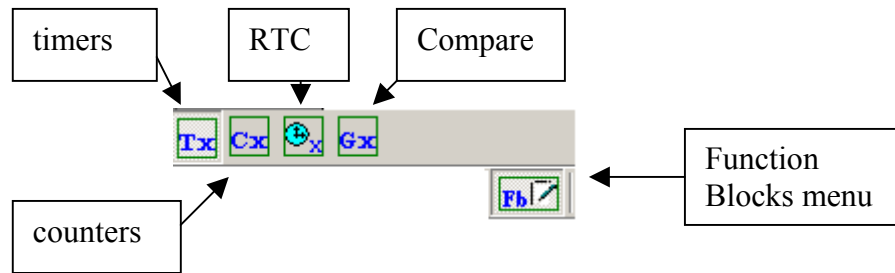 timers
RTC
Compare
Tx
Cx
X
Gx
Fb
Function
Blocks menu
counters